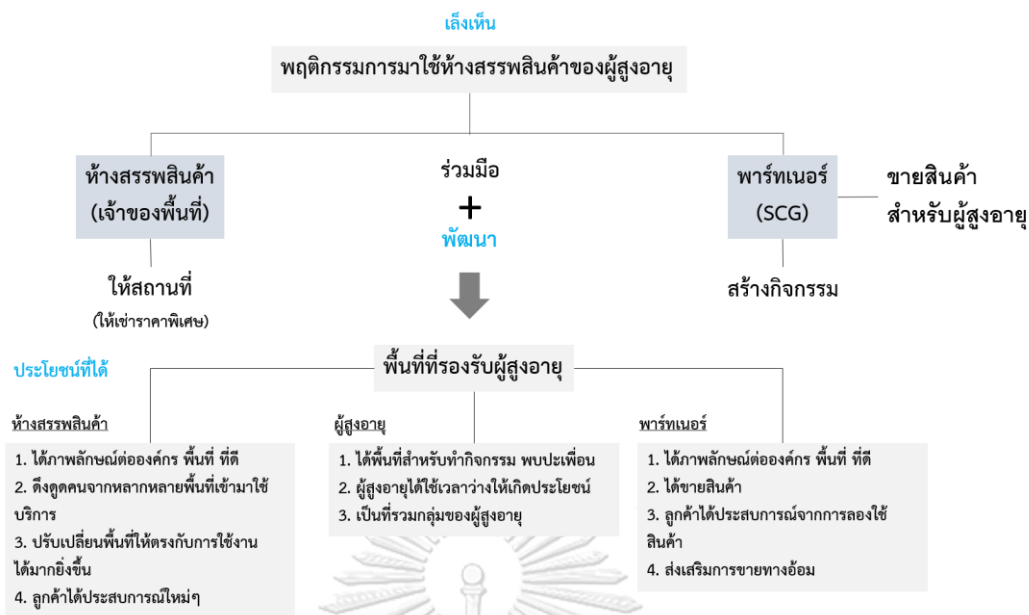 เล็งเห็น
พฤติกรรมการมาใช้ห้างสรรพสินค้าของผู้สูงอายุ
ห้างสรรพสินค้า
(เจ้าของพื้นที่)
ให้สถานที่
(ให้เช่าราคาพิเศษ)
ร่วมมือ
+
พัฒนา
พาร์ทเนอร์
(SCG)
สร้างกิจกรรม
ขายสินค้า
สำหรับผู้สูงอายุ
ประโยชน์ที่ได้
พื้นที่ที่รองรับผู้สูงอายุ
ห้างสรรพสินค้า
1. ได้ภาพลักษณ์ต่อองค์กร พื้นที่ ที่ดี
2. ดึงดูดคนจากหลากหลายพื้นที่เข้ามาใช้
บริการ
3. ปรับเปลี่ยนพื้นที่ให้ตรงกับการใช้งาน
ได้มากยิ่งขึ้น
4. ลูกค้าได้ประสบการณ์ใหม่ๆ
ผู้สูงอายุ
1. ได้พื้นที่สำหรับทำกิจกรรม พบปะเพื่อน
2. ผู้สูงอายุได้ใช้เวลาว่างให้เกิดประโยชน์
3. เป็นที่รวมกลุ่มของผู้สูงอายุ
พาร์ทเนอร์
1. ได้ภาพลักษณ์ต่อองค์กร พื้นที่ ที่ดี
2. ได้ขายสินค้า
3. ลูกค้าได้ประสบการณ์จากการลองใช้
สินค้า
4. ส่งเสริมการขายทางอ้อม